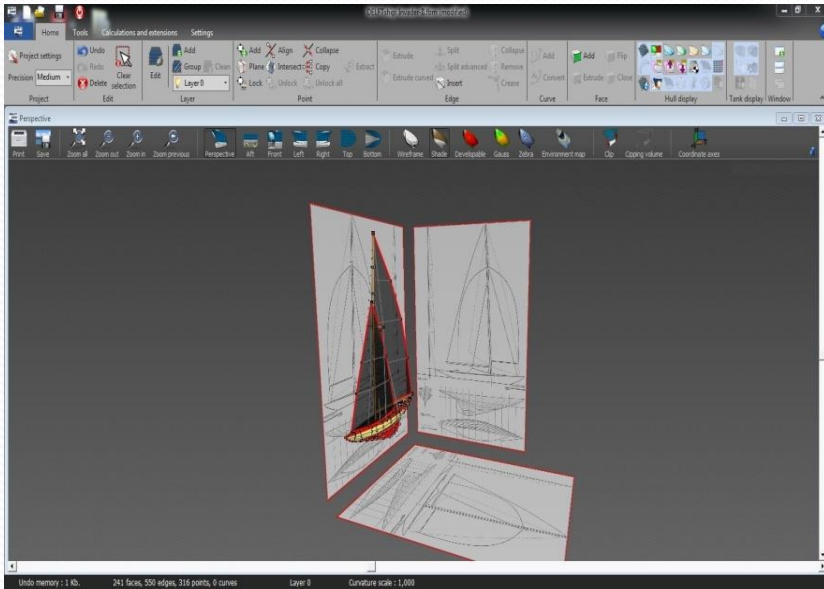 Home Tools Calculations and extensions Settings
Project settings
Precision Medium
Project
Undo
Redo
Delete
Clear selection
Edit
Edit
Add
Group Clean
Layer 0
Layer
Add Align Collapse
Plane Intersect Copy Extract
Lock Unlock Unlock all
Point
Extrude
Extrude curved
Split Collapse
Split advanced Remove
Insert Crease
Edge
Add
Convert
Curve
Add Flip
Extrude Close
Face
Hull display
Tank display
Window
Perspective
Print Save Zoom all Zoom out Zoom in Zoom previous Perspective Aft Front Left Right Top Bottom Wireframe Shade Developable Gauss Zebra Environment map Clip Clipping volume Coordinate axes
Undo memory : 1 Kb. 241 faces, 550 edges, 316 points, 0 curves Layer 0 Curvature scale : 1,000